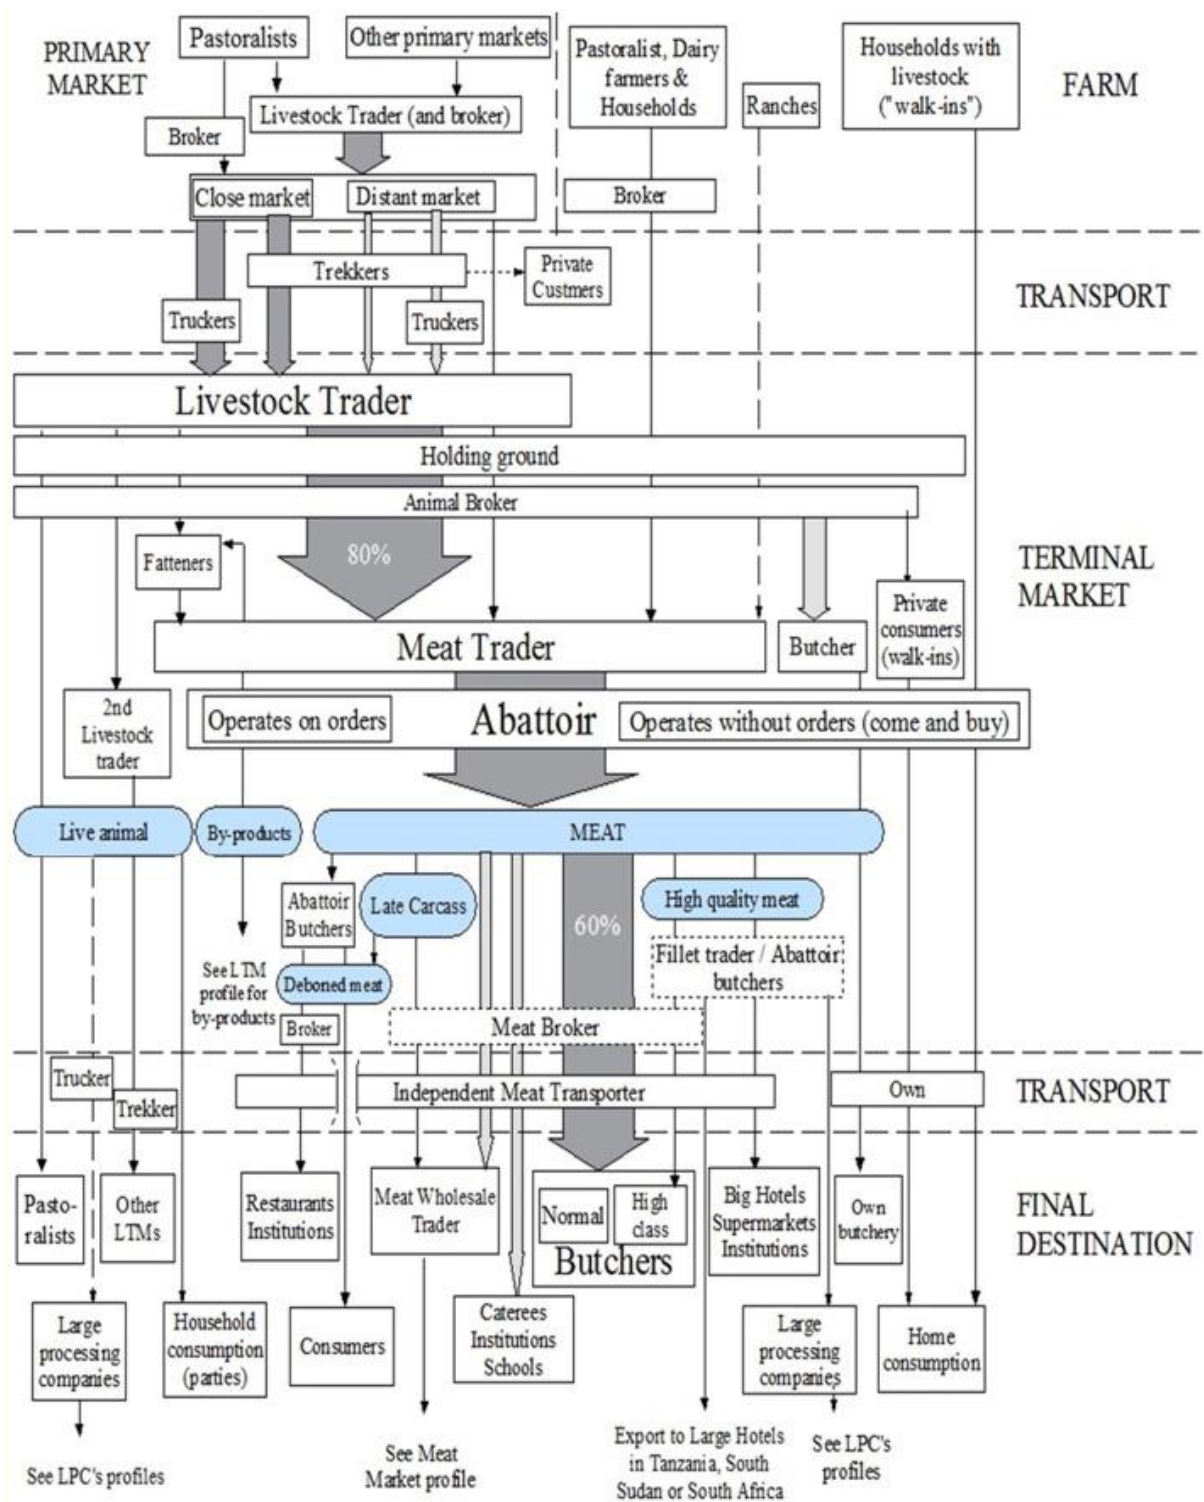 PRIMARY
MARKET
Pastoralists
Other primary markets
Pastoralist, Dairy
farmers &
Households
Ranches
Households with
livestock
("walk-ins")
FARM
Livestock Trader (and broker)
Broker
Close market
Distant market
Broker
Trekkers
Private
Custmers
TRANSPORT
Truckers
Truckers
Livestock Trader
Holding ground
Animal Broker
80%
Fatteners
TERMINAL
MARKET
Private
consumers
(walk-ins)
Meat Trader
Butcher
2nd
Livestock
trader
Operates on orders
Abattoir
Operates without orders (come and buy)
Live animal
By-products
MEAT
Abattoir
Butchers
Late Carcass
High quality meat
60%
Fillet trader / Abattoir
butchers
See LTM
profile for
by-products
Deboned meat
Broker
Meat Broker
Trucker
Trekker
Independent Meat Transporter
Own
TRANSPORT
Pasto-
ralists
Other
LTMs
Restaurants
Institutions
Meat Wholesale
Trader
Normal
High
class
Butchers
Big Hotels
Supermarkets
Institutions
Own
butchery
FINAL
DESTINATION
Large
processing
companies
Household
consumption
(parties)
Consumers
Caterees
Institutions
Schools
Large
processing
companies
Home
consumption
See LPC's profiles
See Meat
Market profile
Export to Large Hotels
in Tanzania, South
Sudan or South Africa
See LPC's
profiles